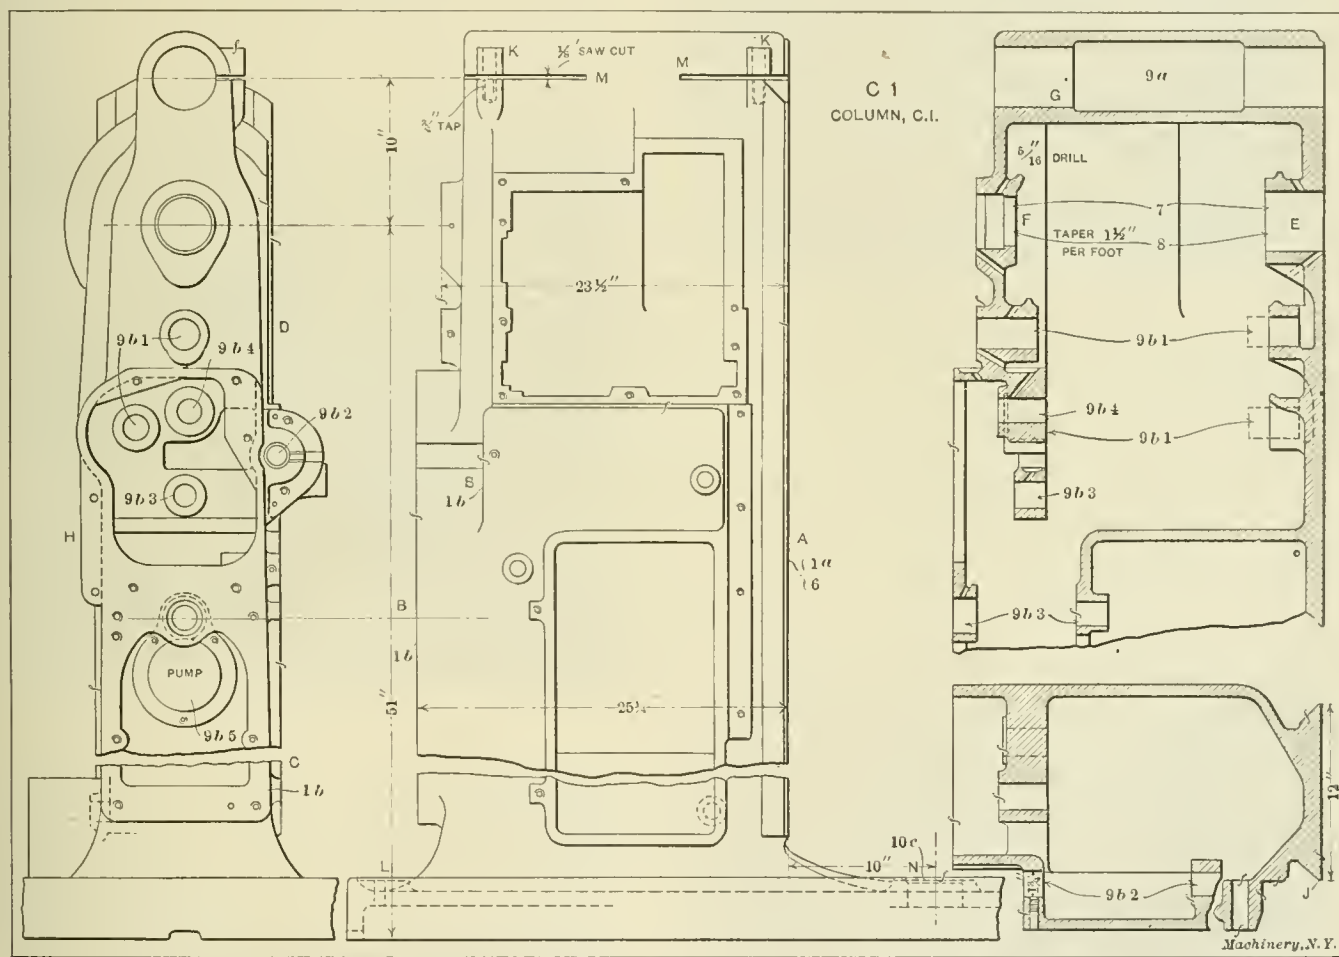 K
K
1/8" SAW CUT
M
M
3/4" TAP
10"
C 1
COLUMN, C.I.
9a
G
5/16" DRILL
7
F
E
TAPER 1½" PER FOOT
8
23½"
D
9b1
9b4
9b2
9b3
H
B
1b
A
1a
6
9b1
9b4
9b1
9b3
9b3
B
1b
51"
PUMP
9b5
25¼"
C
1b
L
10"
10c
N
12"
9b2
J
Machinery, N.Y.